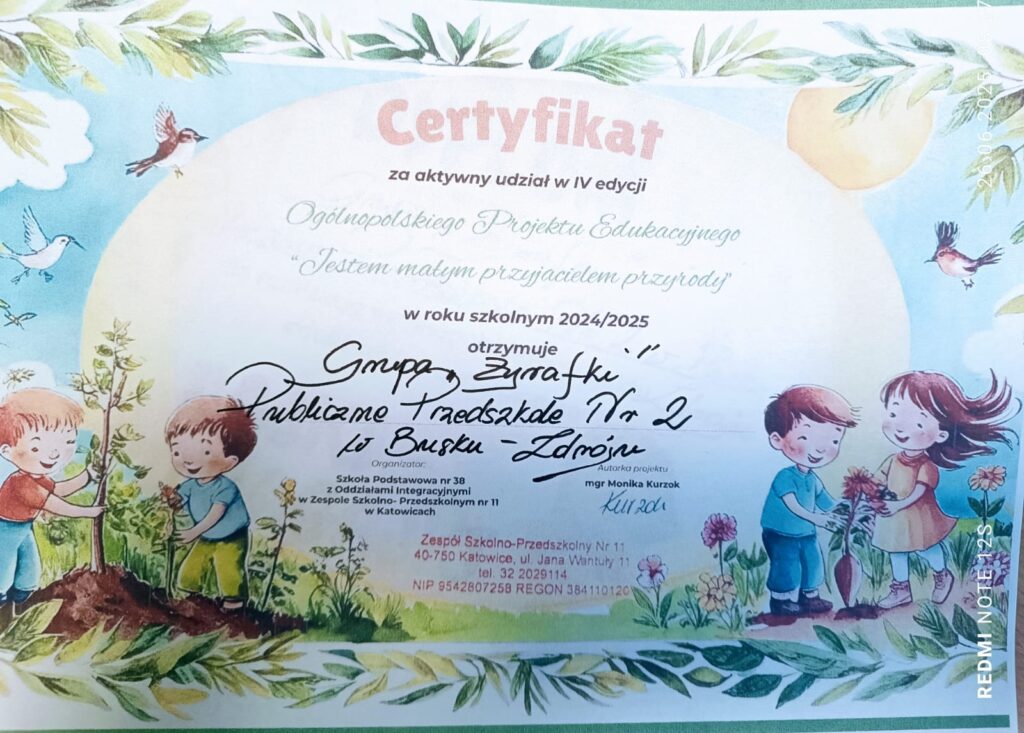 Certyfikat
za aktywny udział w IV edycji
Ogólnopolskiego Projektu Edukacyjnego
"Jestem małym przyjacielem przyrody"
w roku szkolnym 2024/2025
otrzymuje
Grupa „Żyrafki”
Publiczne Przedszkole Nr 2
w Busku - Zdroju
Organizator:
Szkoła Podstawowa nr 38
z Oddziałami Integracyjnymi
w Zespole Szkolno- Przedszkolnym nr 11
w Katowicach
Autorka projektu
mgr Monika Kurzok
Kurzok
Zespół Szkolno-Przedszkolny Nr 11
40-750 Katowice, ul. Jana Wantuły 11
tel. 32 2029114
NIP 9542807258 REGON 384110120
REDMI NOTE 12S
26.06.2025